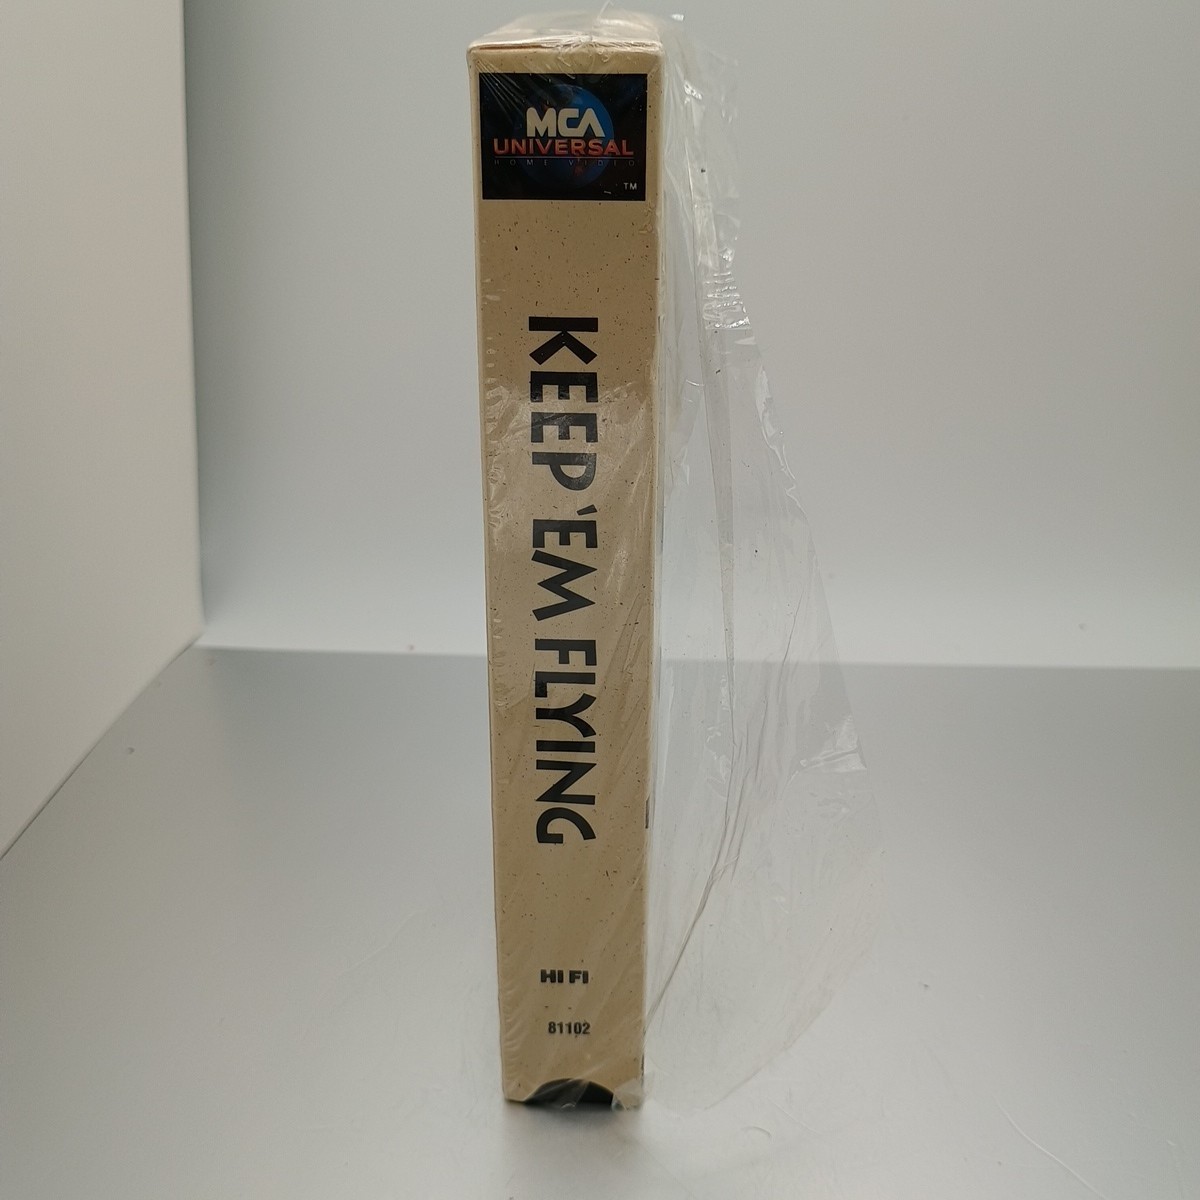 MCA
UNIVERSAL
HOME VIDEO
TM
KEEP 'EM FLYING
HI FI
81102